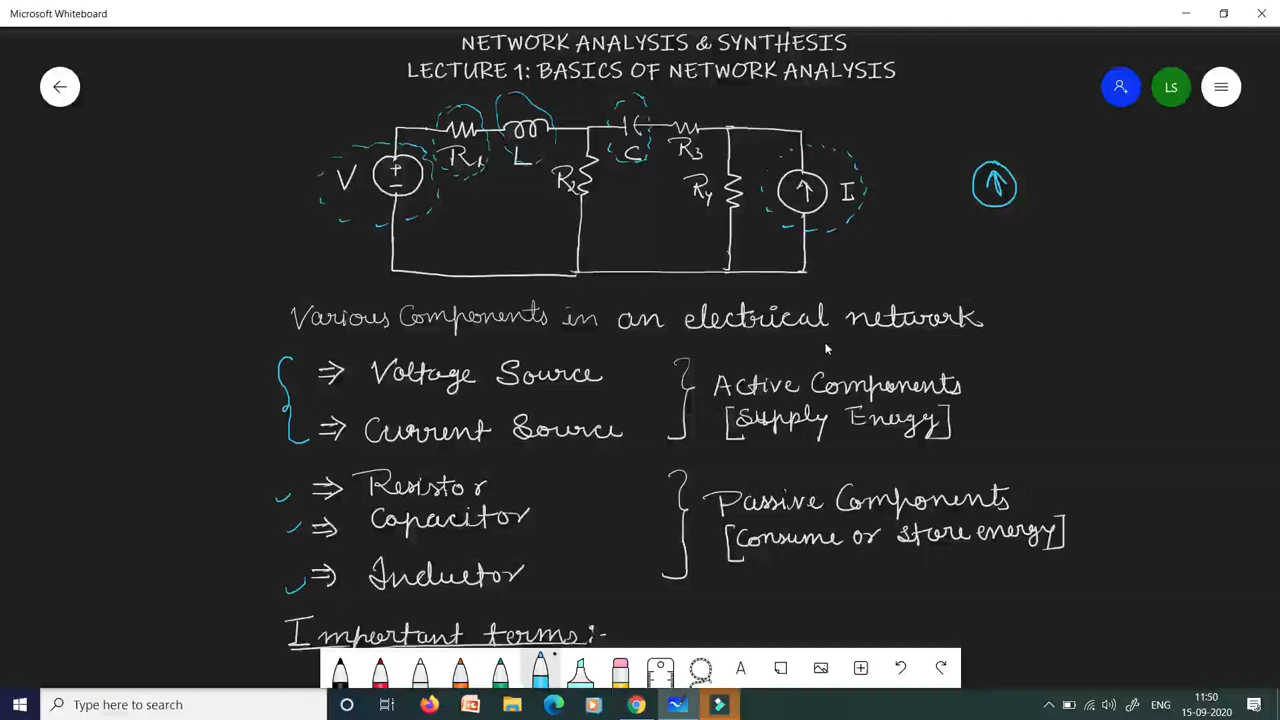 Microsoft Whiteboard
NETWORK ANALYSIS & SYNTHESIS
LECTURE 1: BASICS OF NETWORK ANALYSIS
LS
V
+
−
R1
L
R2
C
R3
R4
I
Various Components in an electrical network
⇒ Voltage Source
⇒ Current Source
Active Components
[Supply Energy]
⇒ Resistor
⇒ Capacitor
⇒ Inductor
Passive Components
[Consume or store energy]
Important terms:-
A
Type here to search
ENG
11:50
15-09-2020